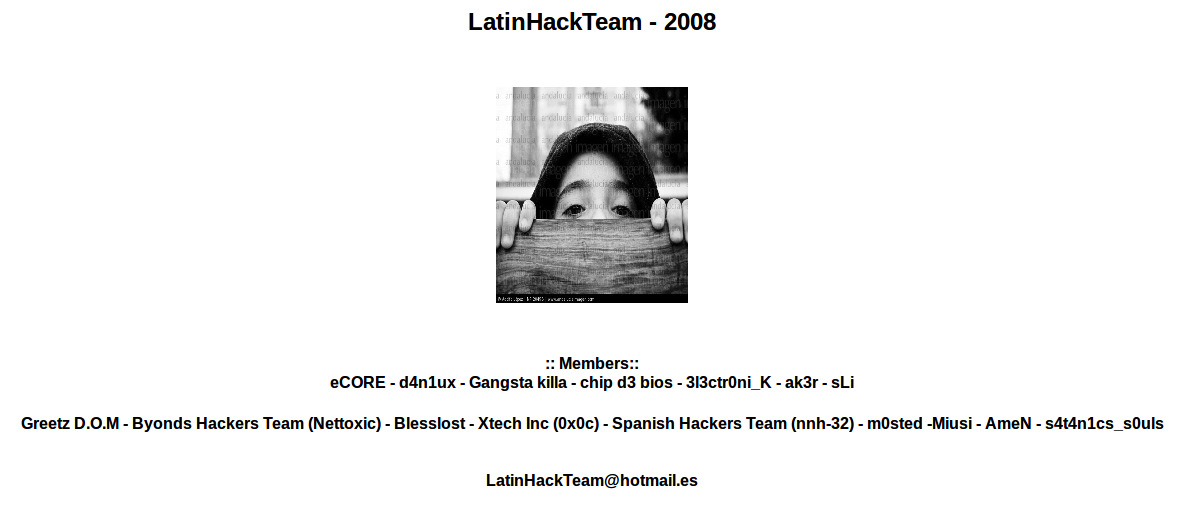 LatinHackTeam - 2008
:: Members::
eCORE - d4n1ux - Gangsta killa - chip d3 bios - 3l3ctr0ni_K - ak3r - sLi
Greetz D.O.M - Byonds Hackers Team (Nettoxic) - Blesslost - Xtech Inc (0x0c) - Spanish Hackers Team (nnh-32) - m0sted -Miusi - AmeN - s4t4n1cs_s0uls
LatinHackTeam@hotmail.es